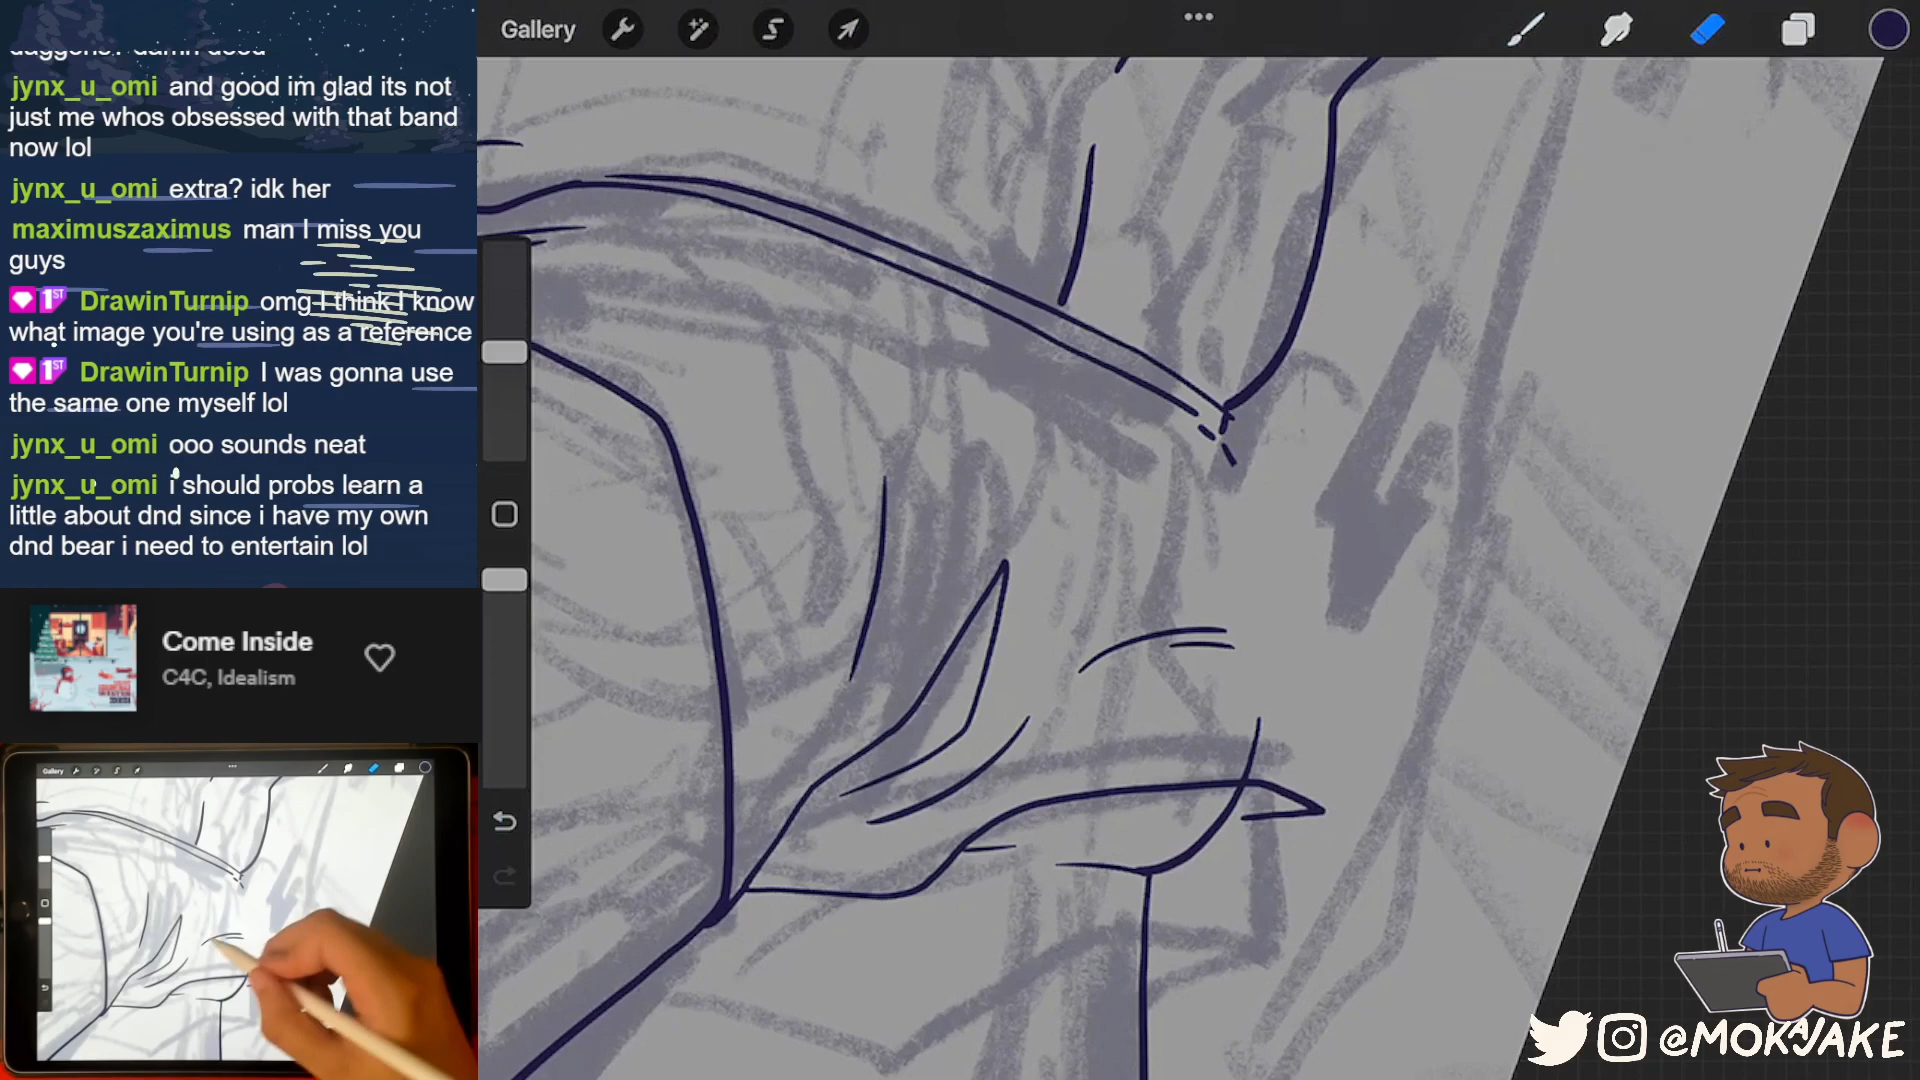 jynx_u_omi and good im glad its not
just me whos obsessed with that band
now lol
jynx_u_omi extra? idk her
maximuszaximus man I miss you
guys
1ST DrawinTurnip omg I think I know
what image you're using as a reference
1ST DrawinTurnip I was gonna use
the same one myself lol
jynx_u_omi ooo sounds neat
jynx_u_omi i should probs learn a
little about dnd since i have my own
dnd bear i need to entertain lol
Come Inside
C4C, Idealism
Gallery
Gallery
@MOKAJAKE